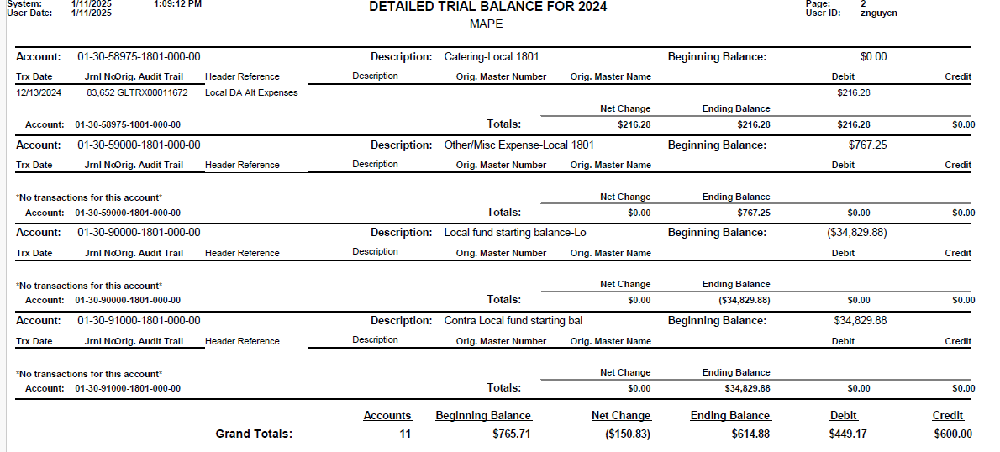 System: 1/11/2025 1:09:12 PM DETAILED TRIAL BALANCE FOR 2024 Page: 2
User Date: 1/11/2025 User ID: znguyen
MAPE
Account: 01-30-58975-1801-000-00 Description: Catering-Local 1801 Beginning Balance: $0.00
Trx Date Jrnl No Orig. Audit Trail Header Reference Description Orig. Master Number Orig. Master Name Debit Credit
12/13/2024 83,652 GLTRX00011672 Local DA Alt Expenses $216.28
Net Change Ending Balance
Account: 01-30-58975-1801-000-00 Totals: $216.28 $216.28 $216.28 $0.00
Account: 01-30-59000-1801-000-00 Description: Other/Misc Expense-Local 1801 Beginning Balance: $767.25
Trx Date Jrnl No Orig. Audit Trail Header Reference Description Orig. Master Number Orig. Master Name Debit Credit
*No transactions for this account* Net Change Ending Balance
Account: 01-30-59000-1801-000-00 Totals: $0.00 $767.25 $0.00 $0.00
Account: 01-30-90000-1801-000-00 Description: Local fund starting balance-Lo Beginning Balance: ($34,829.88)
Trx Date Jrnl No Orig. Audit Trail Header Reference Description Orig. Master Number Orig. Master Name Debit Credit
*No transactions for this account* Net Change Ending Balance
Account: 01-30-90000-1801-000-00 Totals: $0.00 ($34,829.88) $0.00 $0.00
Account: 01-30-91000-1801-000-00 Description: Contra Local fund starting bal Beginning Balance: $34,829.88
Trx Date Jrnl No Orig. Audit Trail Header Reference Description Orig. Master Number Orig. Master Name Debit Credit
*No transactions for this account* Net Change Ending Balance
Account: 01-30-91000-1801-000-00 Totals: $0.00 $34,829.88 $0.00 $0.00
Accounts Beginning Balance Net Change Ending Balance Debit Credit
Grand Totals: 11 $765.71 ($150.83) $614.88 $449.17 $600.00